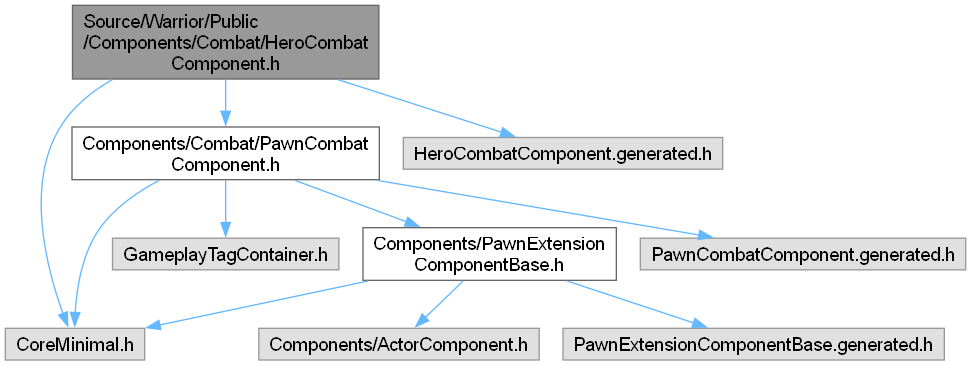 Source/Warrior/Public
/Components/Combat/HeroCombat
Component.h
Components/Combat/PawnCombat
Component.h
HeroCombatComponent.generated.h
GameplayTagContainer.h
Components/PawnExtension
ComponentBase.h
PawnCombatComponent.generated.h
CoreMinimal.h
Components/ActorComponent.h
PawnExtensionComponentBase.generated.h